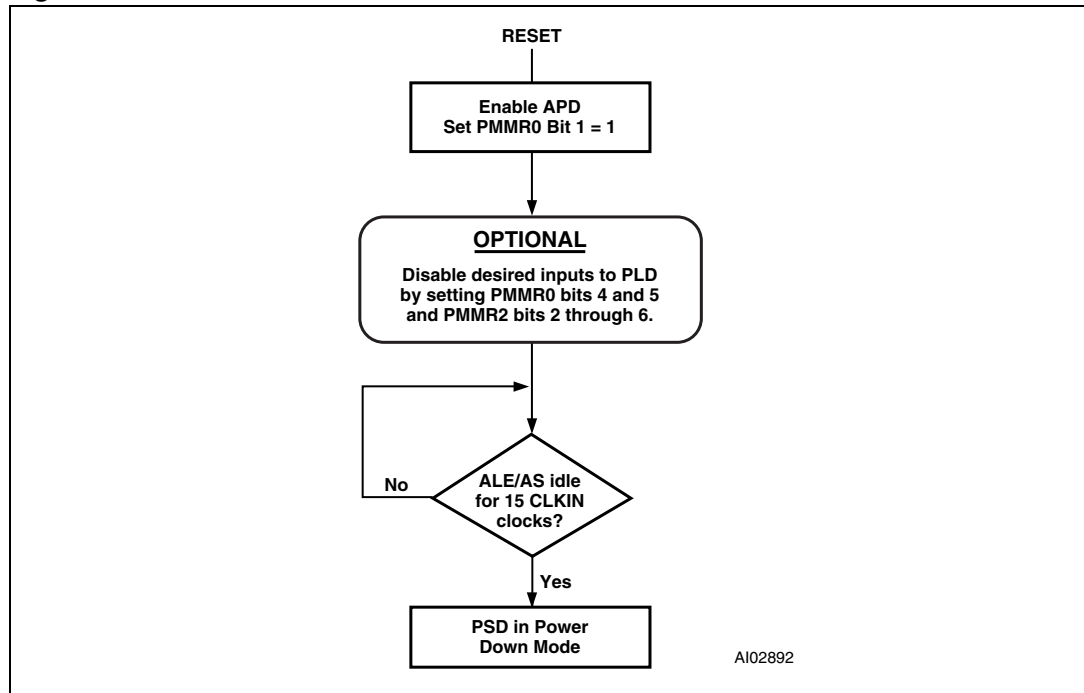 RESET
Enable APD
Set PMMR0 Bit 1 = 1
OPTIONAL
Disable desired inputs to PLD
by setting PMMR0 bits 4 and 5
and PMMR2 bits 2 through 6.
No
ALE/AS idle
for 15 CLKIN
clocks?
Yes
PSD in Power
Down Mode
AI02892